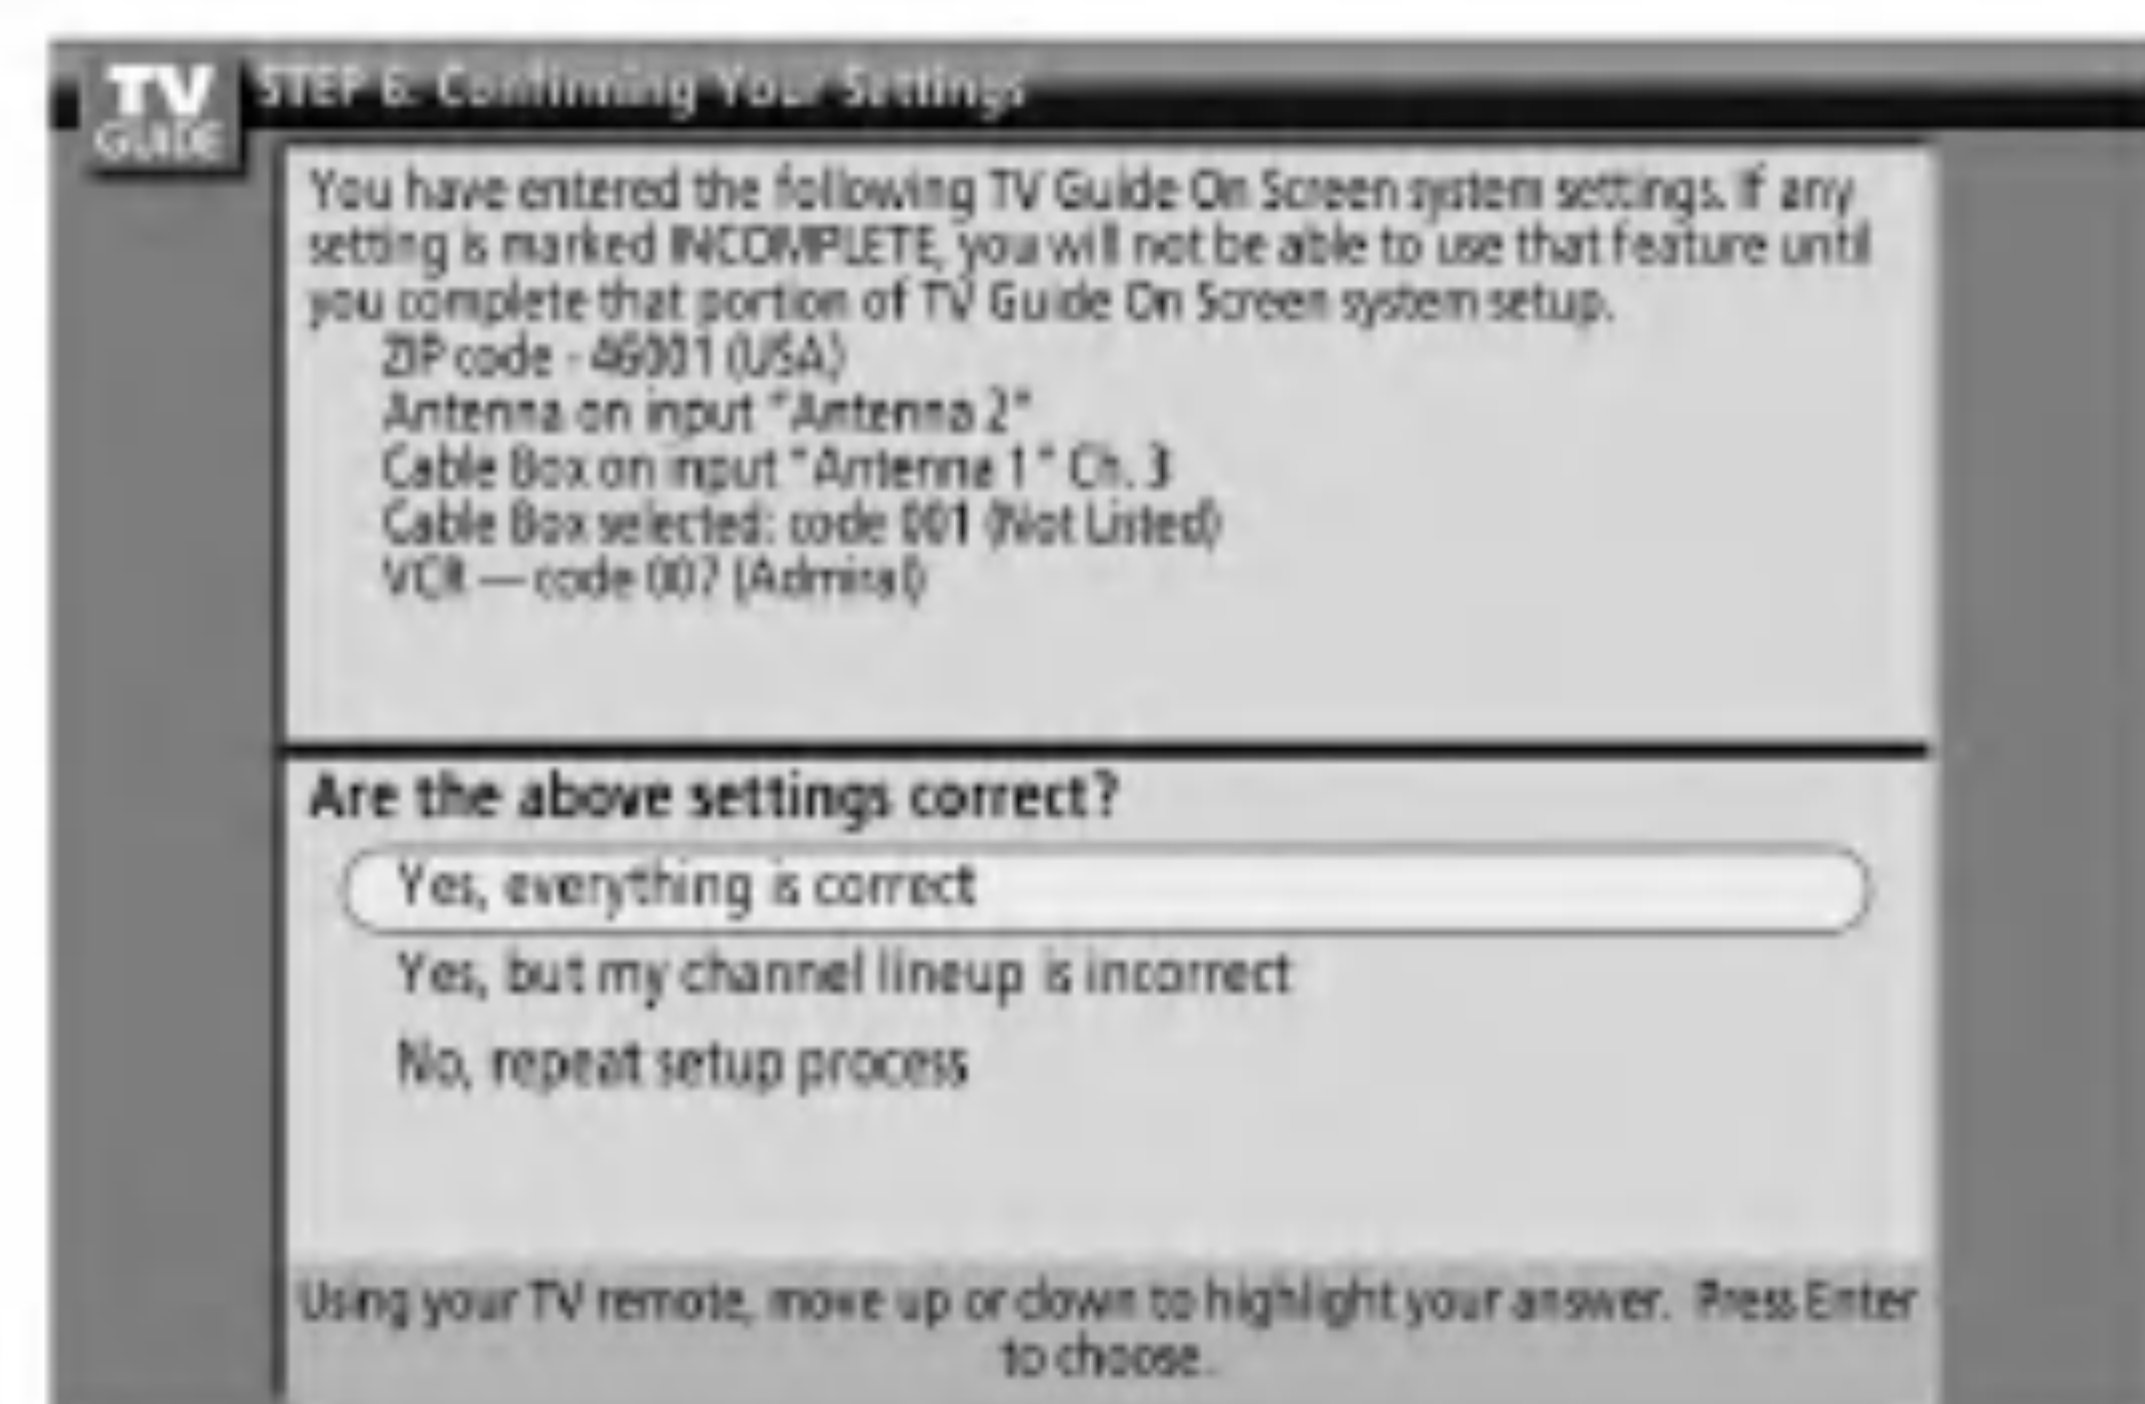 TV
GUIDE
STEP 6: Confirming Your Settings
You have entered the following TV Guide On Screen system settings. If any
setting is marked INCOMPLETE, you will not be able to use that feature until
you complete that portion of TV Guide On Screen system setup.
ZIP code - 46001 (USA)
Antenna on input "Antenna 2"
Cable Box on input "Antenna 1" Ch. 3
Cable Box selected: code 001 (Not Listed)
VCR — code 007 (Admiral)
Are the above settings correct?
Yes, everything is correct
Yes, but my channel lineup is incorrect
No, repeat setup process
Using your TV remote, move up or down to highlight your answer. Press Enter
to choose.